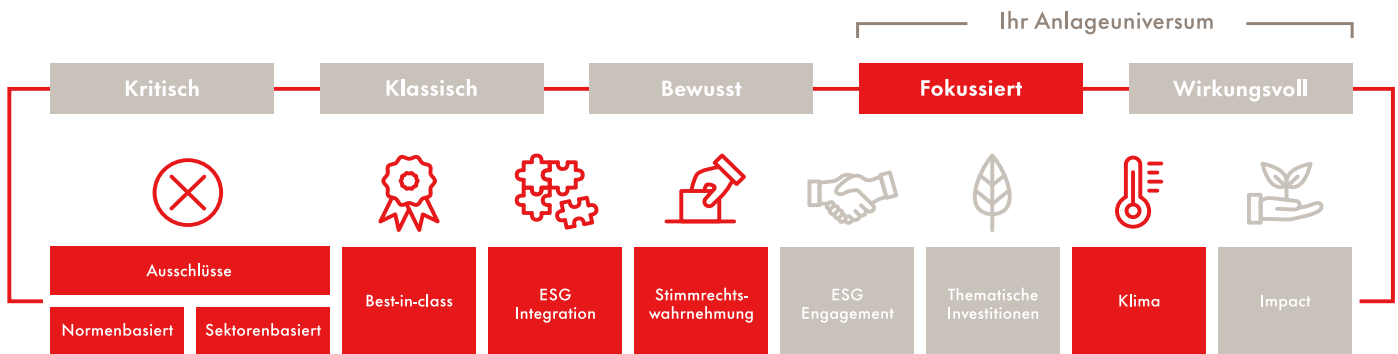 Ihr Anlageuniversum
Kritisch
Klassisch
Bewusst
Fokussiert
Wirkungsvoll
Ausschlüsse
Normenbasiert
Sektorenbasiert
Best-in-class
ESG
Integration
Stimmrechts-
wahrnehmung
ESG
Engagement
Thematische
Investitionen
Klima
Impact